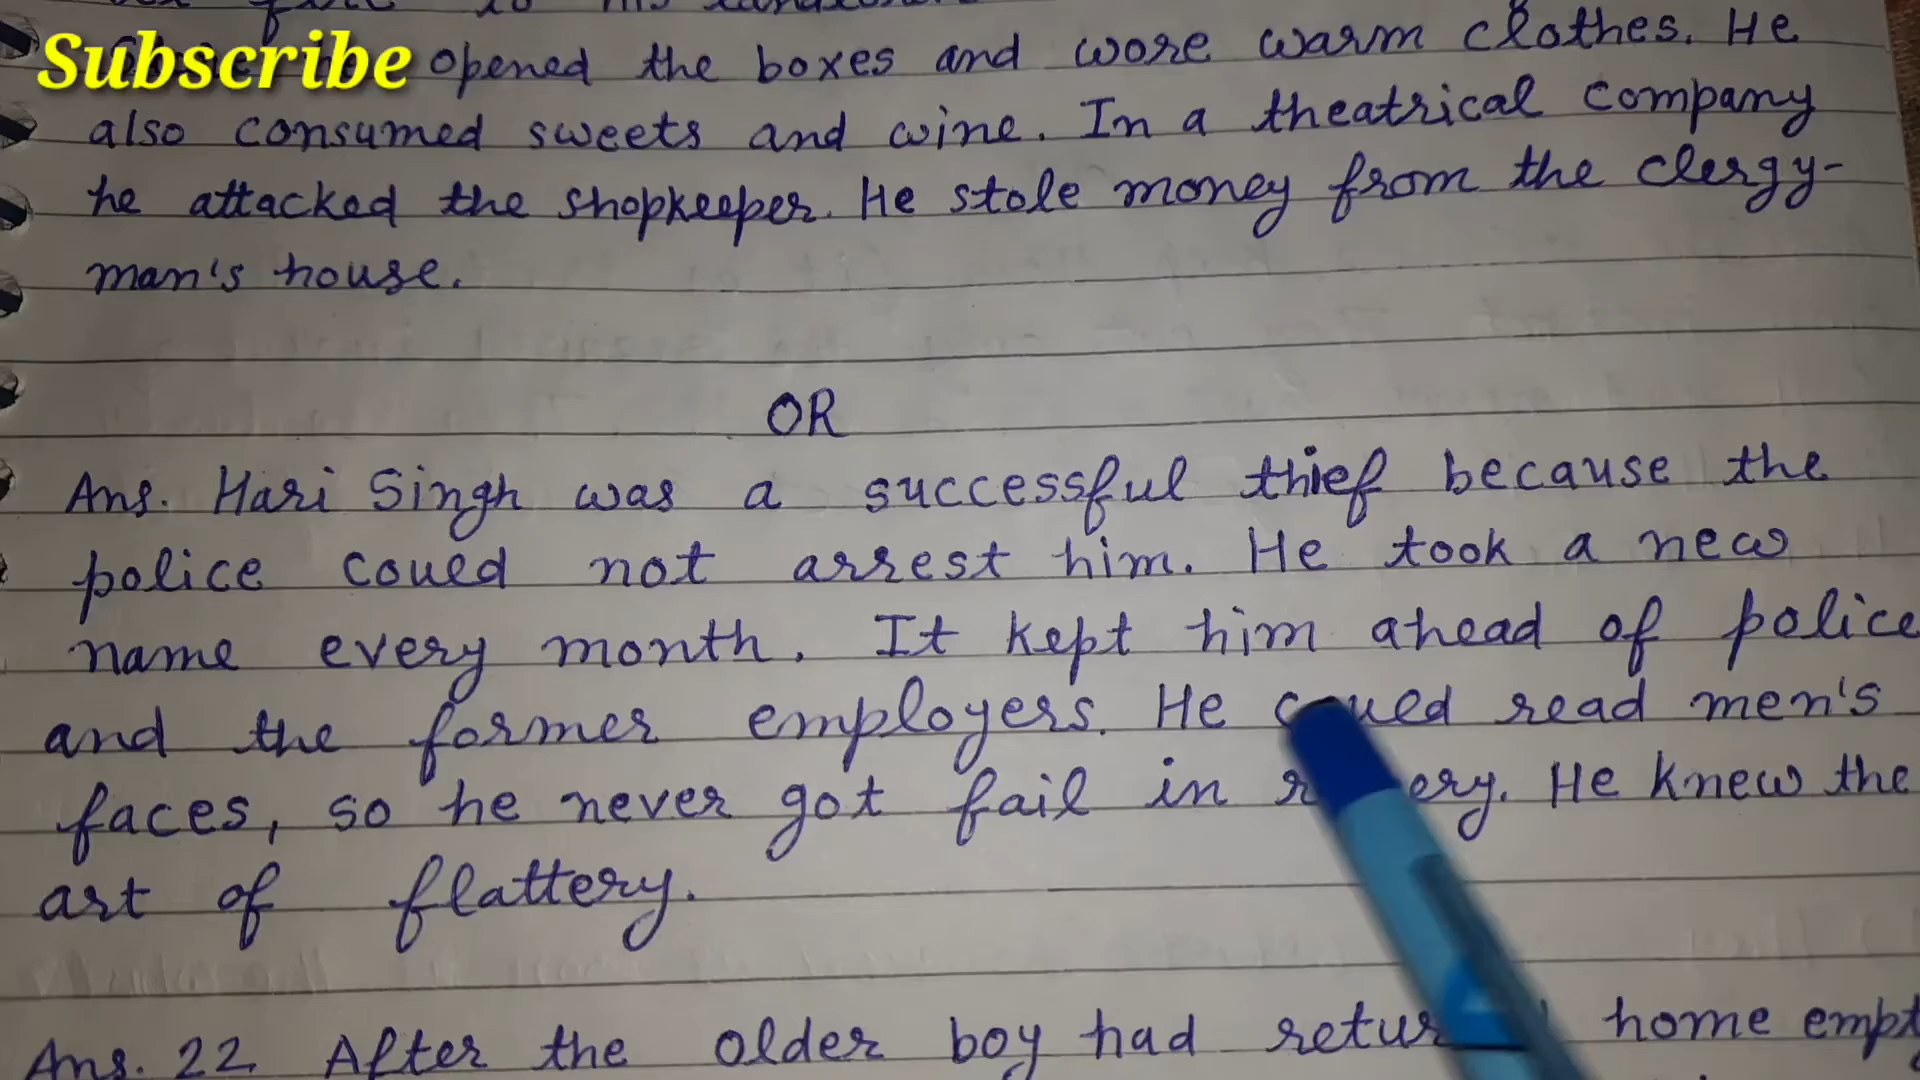 Subscribe
opened the boxes and wore warm clothes. He
also consumed sweets and wine. In a theatrical company
he attacked the shopkeeper. He stole money from the clergy-
man's house.
OR
Ans. Hari Singh was a successful thief because the
police could not arrest him. He took a new
name every month. It kept him ahead of police
and the former employers. He could read men's
faces, so he never got fail in He knew the
art of flattery.
Ans. 22 After the older boy had home